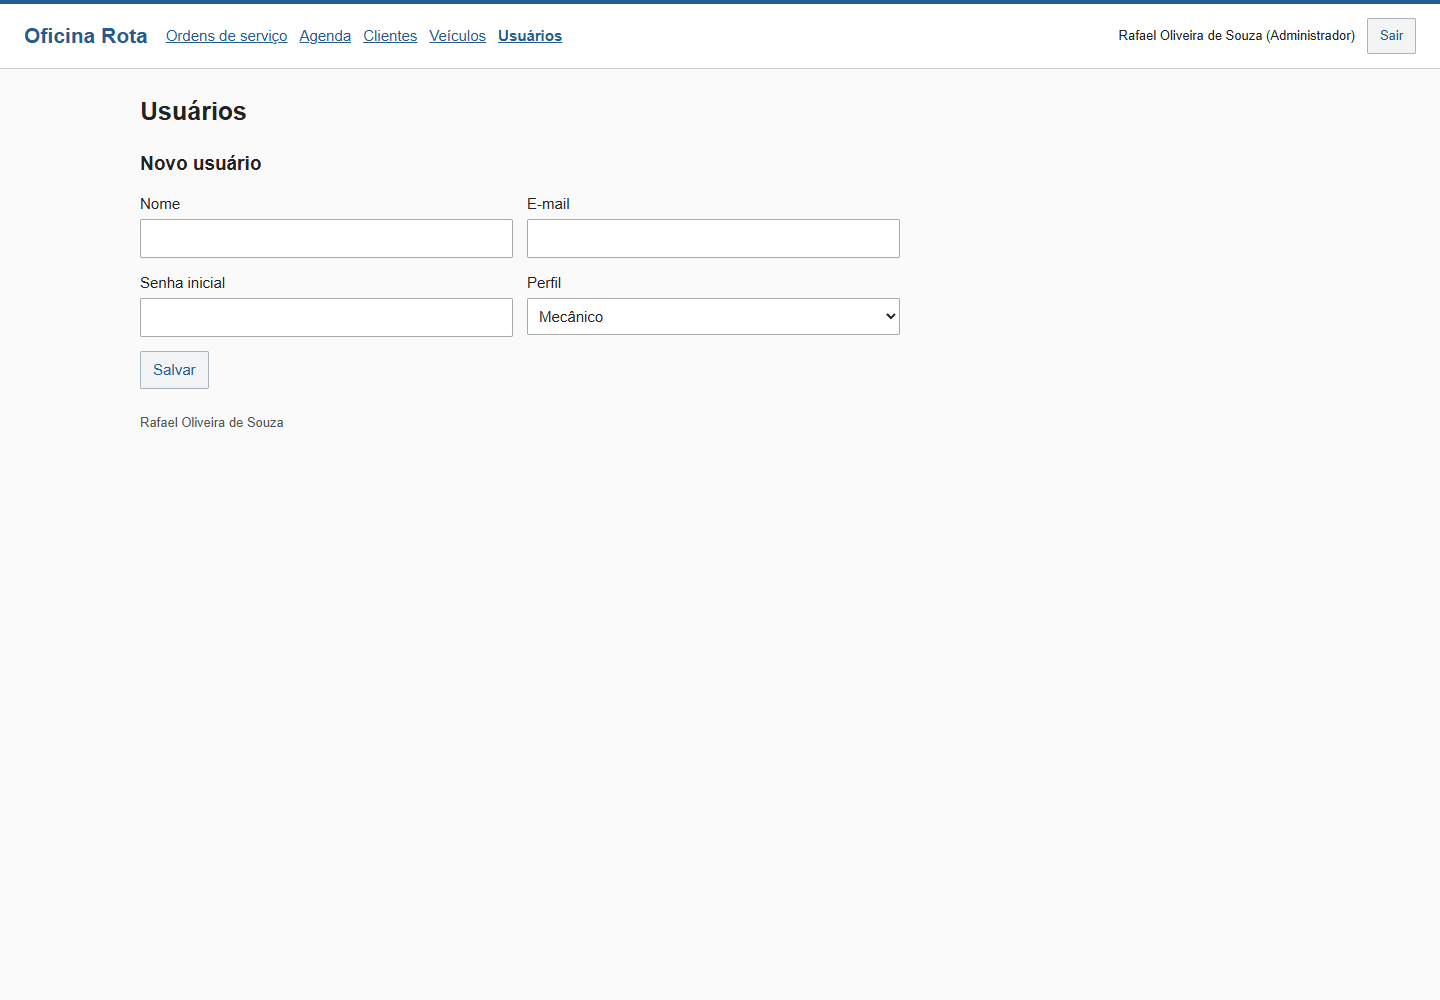 Oficina Rota Ordens de serviço Agenda Clientes Veículos Usuários Rafael Oliveira de Souza (Administrador) Sair
Usuários
Novo usuário
Nome E-mail
Senha inicial Perfil
Mecânico
Salvar
Rafael Oliveira de Souza